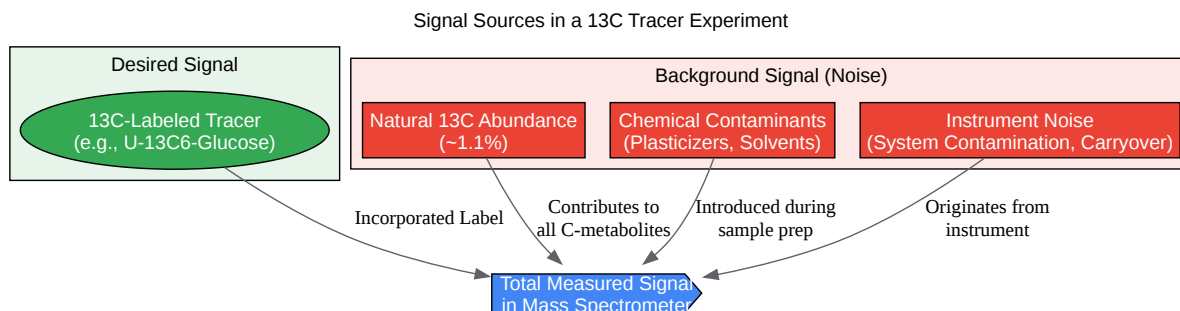 Signal Sources in a 13C Tracer Experiment
Desired Signal
Background Signal (Noise)
13C-Labeled Tracer
(e.g., U-13C6-Glucose)
Natural 13C Abundance
(~1.1%)
Chemical Contaminants
(Plasticizers, Solvents)
Instrument Noise
(System Contamination, Carryover)
Incorporated Label
Contributes to
all C-metabolites
Introduced during
sample prep
Originates from
instrument
Total Measured Signal
in Mass Spectrometer